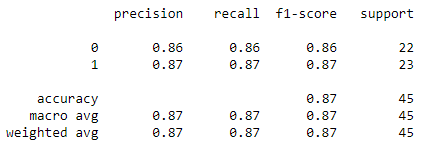 precision recall f1-score support
0 0.86 0.86 0.86 22
1 0.87 0.87 0.87 23
accuracy 0.87 45
macro avg 0.87 0.87 0.87 45
weighted avg 0.87 0.87 0.87 45